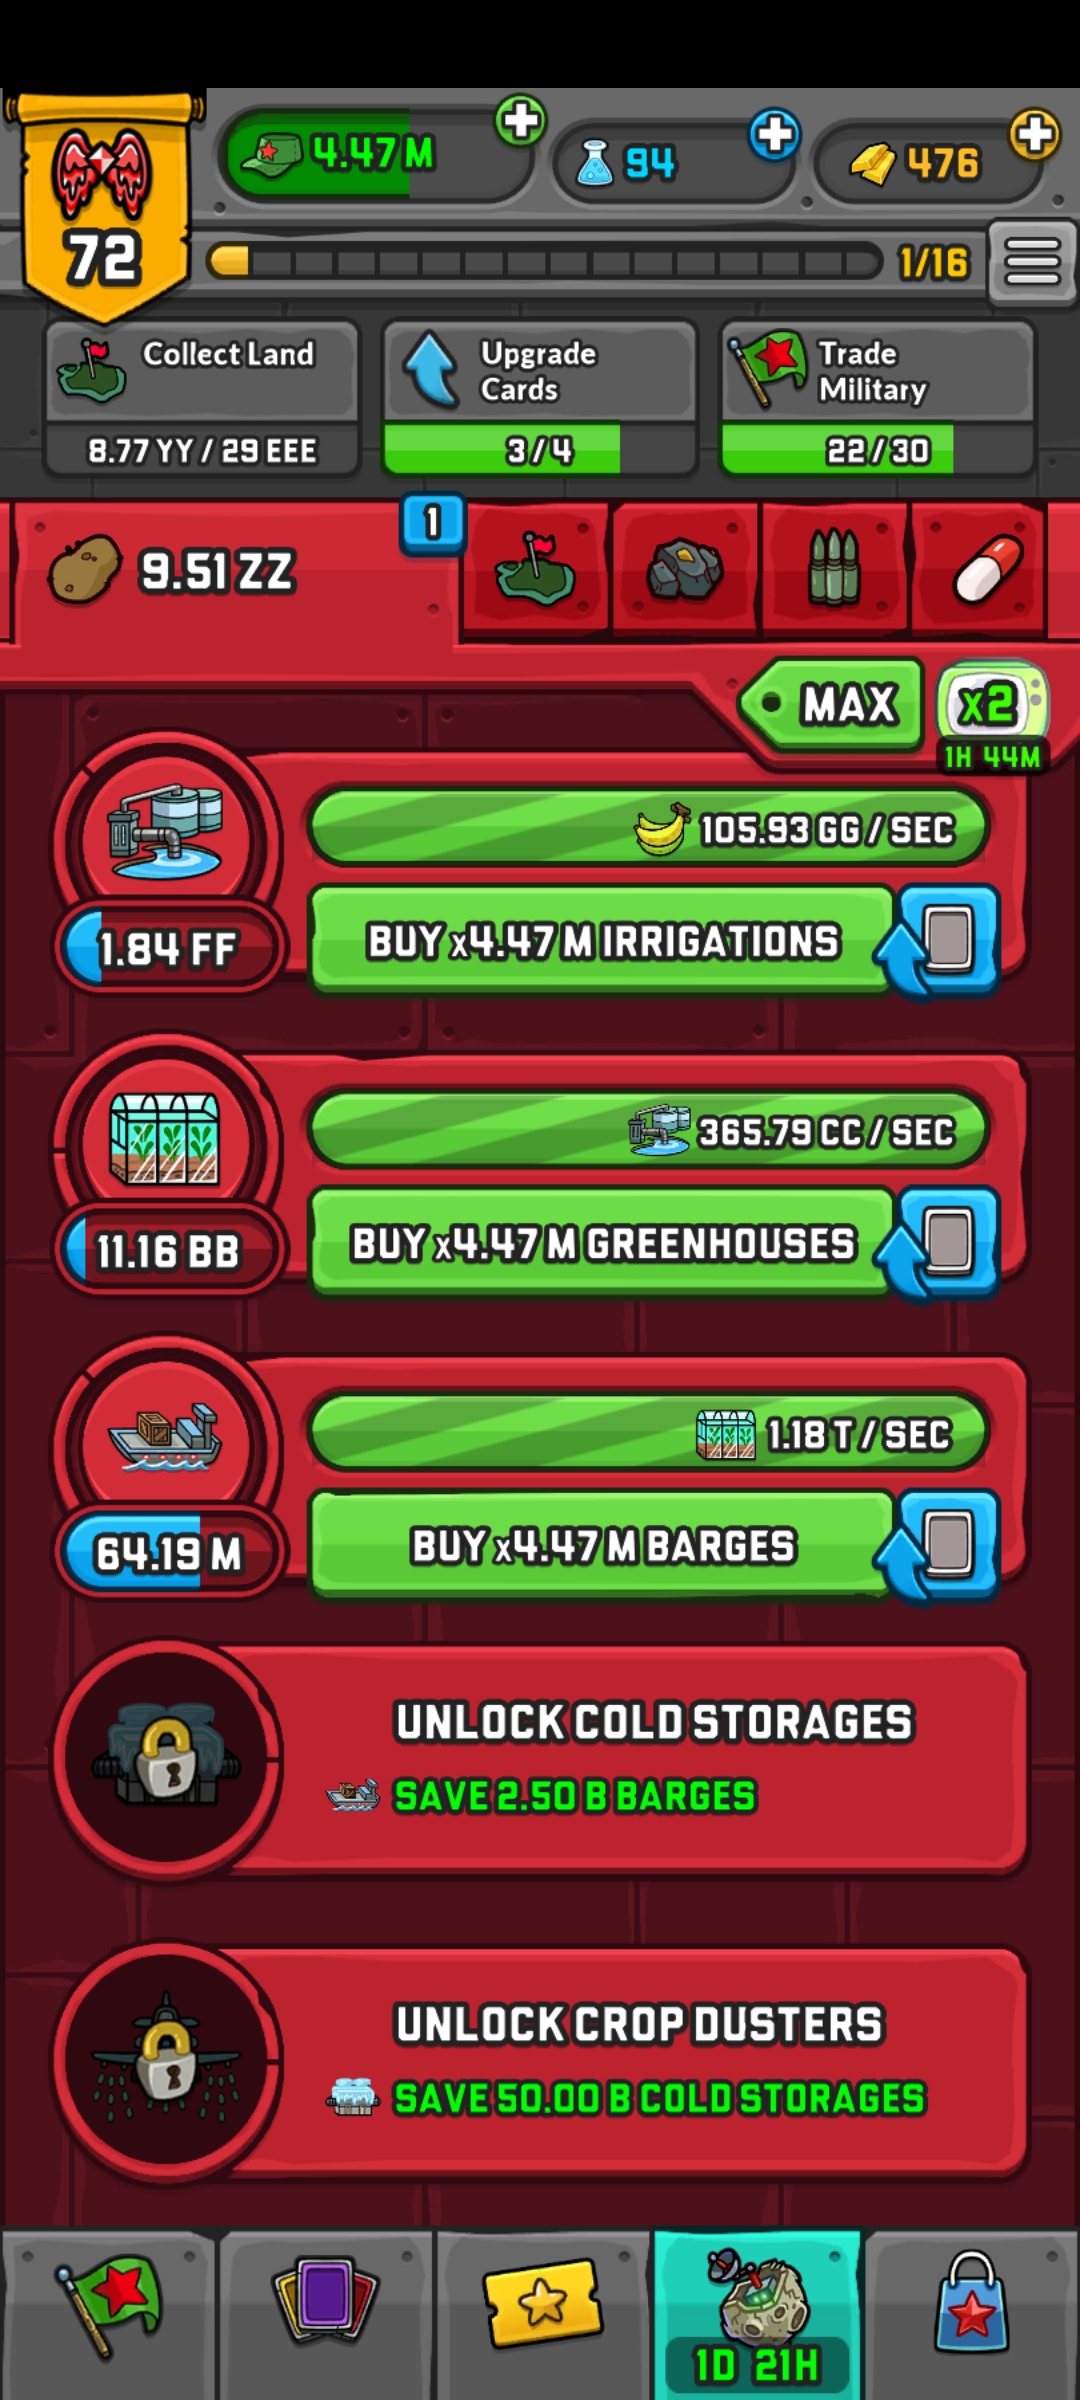 4.47 M
94
476
72
1/16
Collect Land
8.77 YY / 29 EEE
Upgrade
Cards
3/4
Trade
Military
22/30
9.51 ZZ
1
MAX
x2
1H 44M
105.93 GG / SEC
1.84 FF
BUY x4.47 M IRRIGATIONS
365.79 CC / SEC
11.16 BB
BUY x4.47 M GREENHOUSES
1.18 T / SEC
64.19 M
BUY x4.47 M BARGES
UNLOCK COLD STORAGES
SAVE 2.50 B BARGES
UNLOCK CROP DUSTERS
SAVE 50.00 B COLD STORAGES
1D 21H